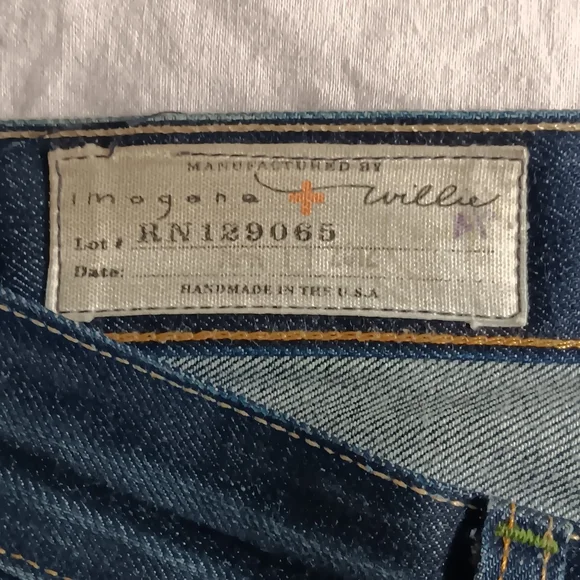 MANUFACTURED BY
imogene + willie
Lot # RN129065
Date:
HANDMADE IN THE U.S.A